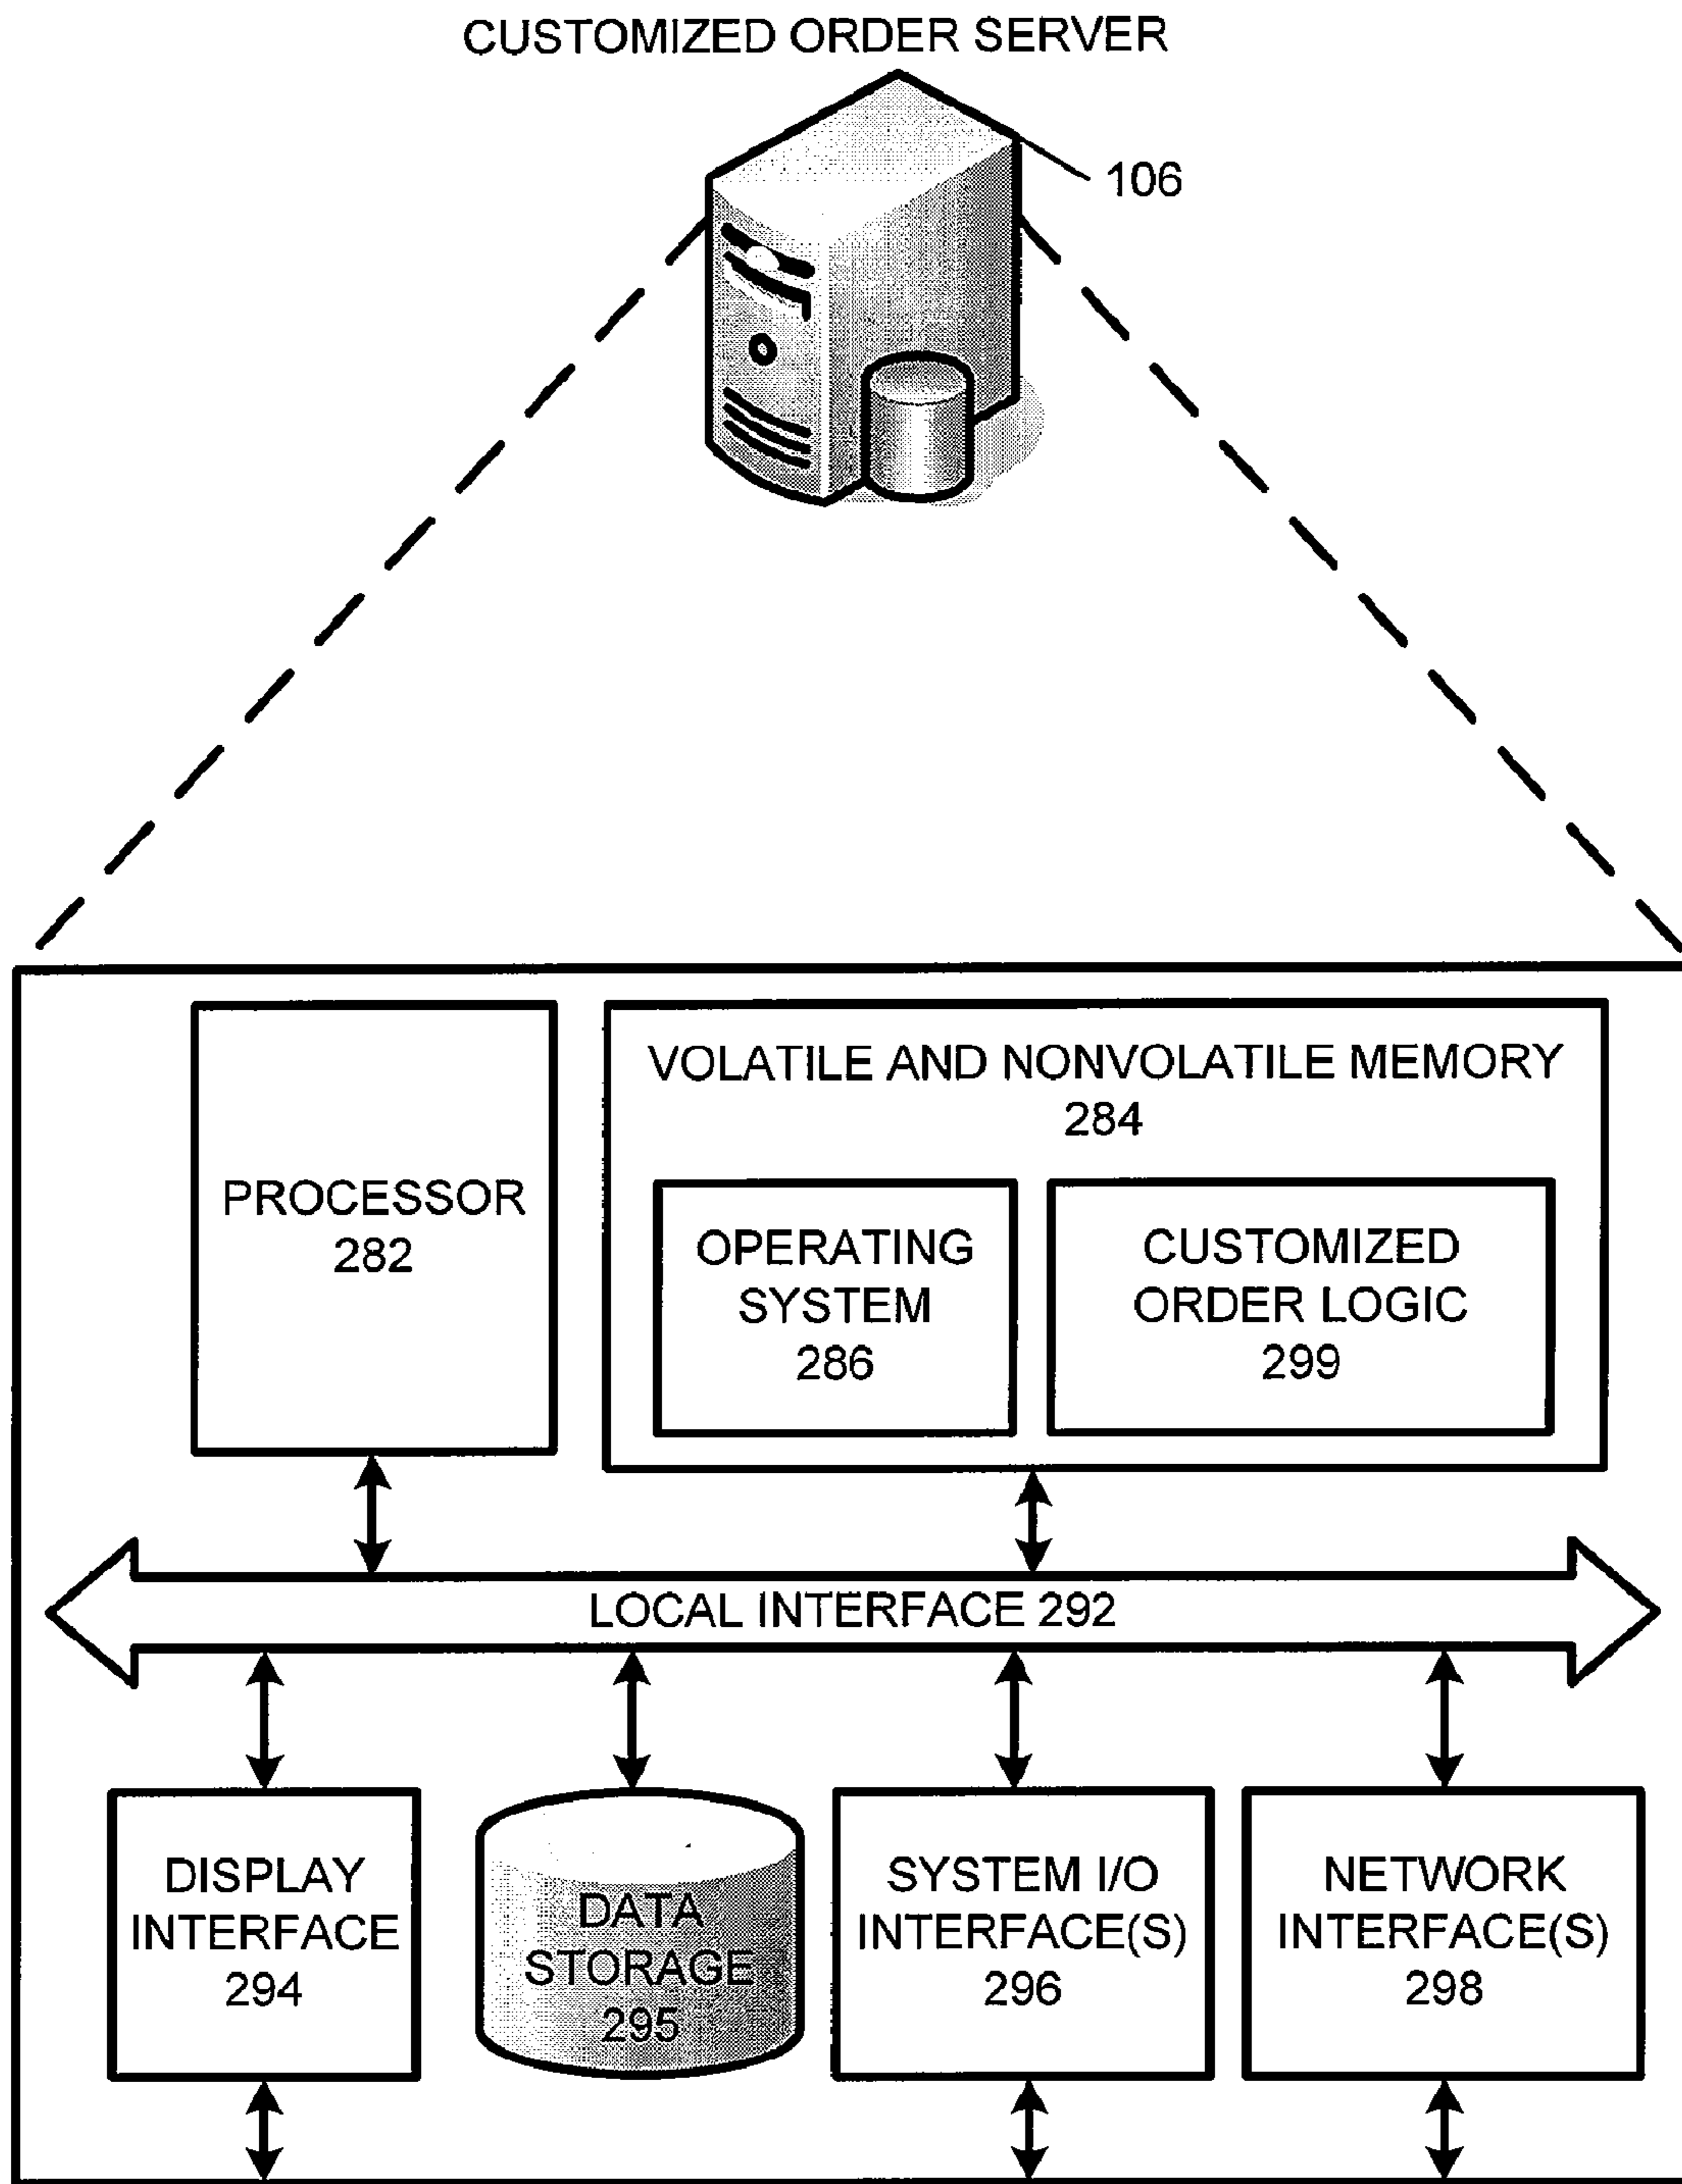 CUSTOMIZED ORDER SERVER
106
VOLATILE AND NONVOLATILE MEMORY
284
PROCESSOR
282
OPERATING
SYSTEM
286
CUSTOMIZED
ORDER LOGIC
299
LOCAL INTERFACE 292
DISPLAY
INTERFACE
294
DATA
STORAGE
295
SYSTEM I/O
INTERFACE(S)
296
NETWORK
INTERFACE(S)
298